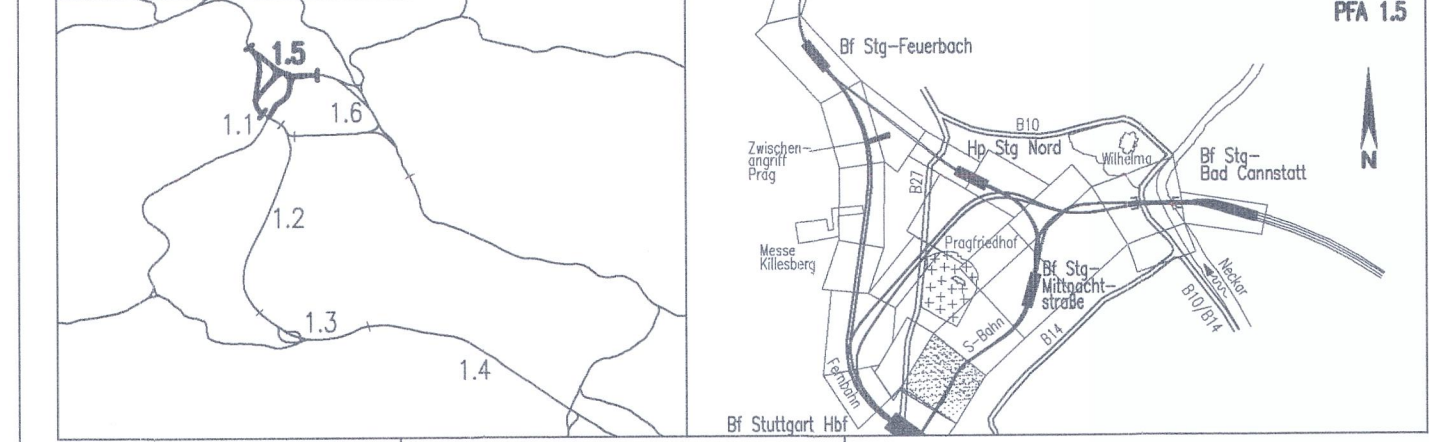 1.5
1.6
1.1
1.2
1.3
1.4
PFA 1.5
Bf Stg-Feuerbach
B10
Hp Stg Nord
Wilhelma
Bf Stg-
Bad Cannstatt
Zwischen-
angriff
Prag
B27
N
Messe
Killesberg
Pragfriedhof
Bf Stg-
Mittnacht-
straße
Neckar
B10/B14
S-Bahn
B14
Fernbahn
Bf Stuttgart Hbf